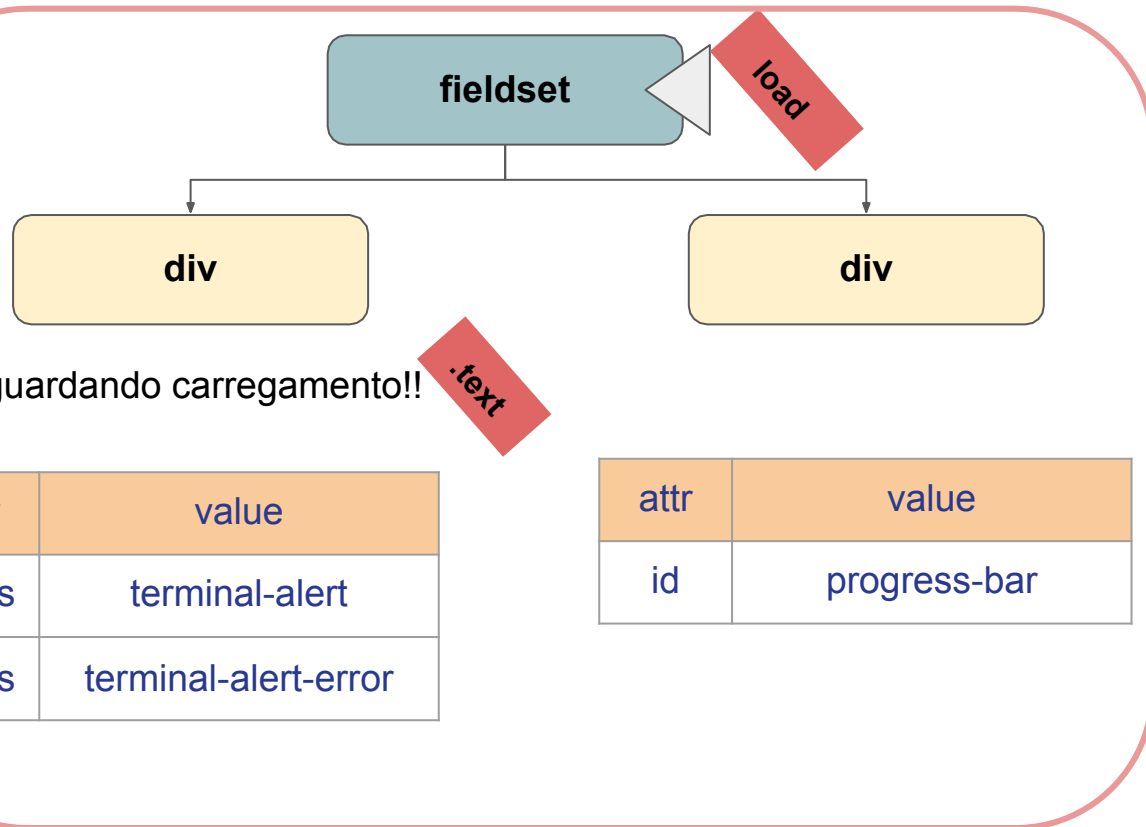 fieldset
load
div
div
guardando carregamento!!
.text
value
s terminal-alert
s terminal-alert-error
attr value
id progress-bar